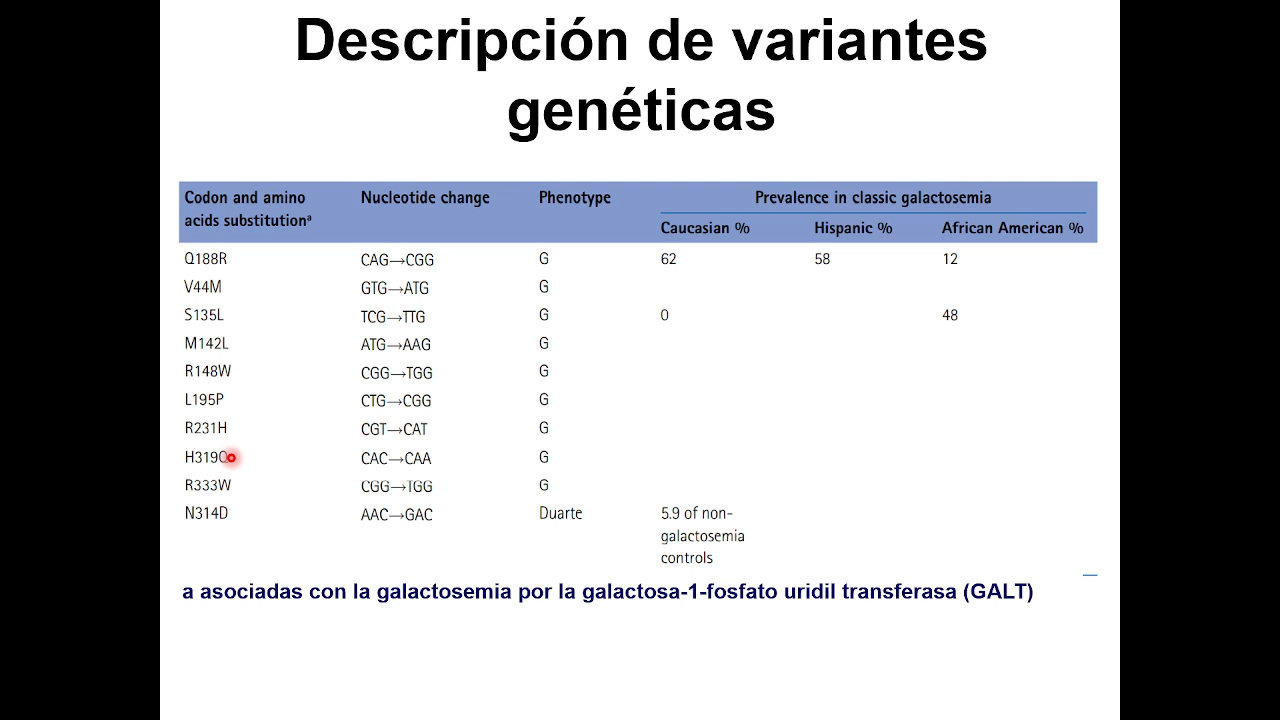 Descripción de variantes
genéticas
Codon and amino acids substitutionª Nucleotide change Phenotype Prevalence in classic galactosemia
Caucasian % Hispanic % African American %
Q188R CAG→CGG G 62 58 12
V44M GTG→ATG G
S135L TCG→TTG G 0 48
M142L ATG→AAG G
R148W CGG→TGG G
L195P CTG→CGG G
R231H CGT→CAT G
H319Q CAC→CAA G
R333W CGG→TGG G
N314D AAC→GAC Duarte 5.9 of non-
galactosemia
controls
a asociadas con la galactosemia por la galactosa-1-fosfato uridil transferasa (GALT)